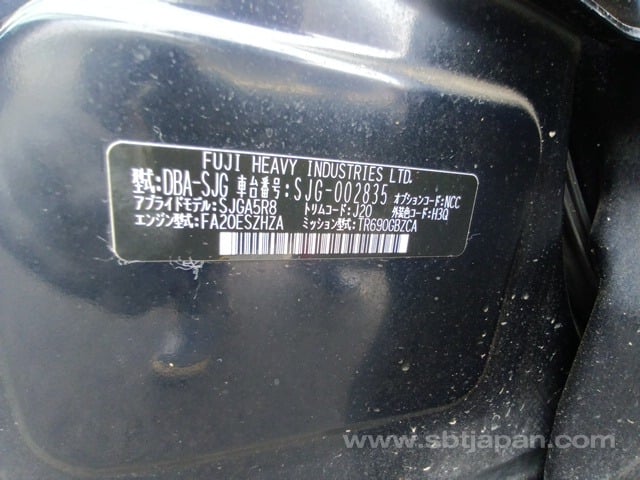 FUJI HEAVY INDUSTRIES LTD.
型式:DBA-SJG 車台番号:SJG-002835 オプションコード:NCC
アプライドモデル:SJGA5R8 トリムコード:J20 外装色コード:H3Q
エンジン型式:FA20ESZHZA ミッション型式:TR690GBZCA
www.sbtjapan.com